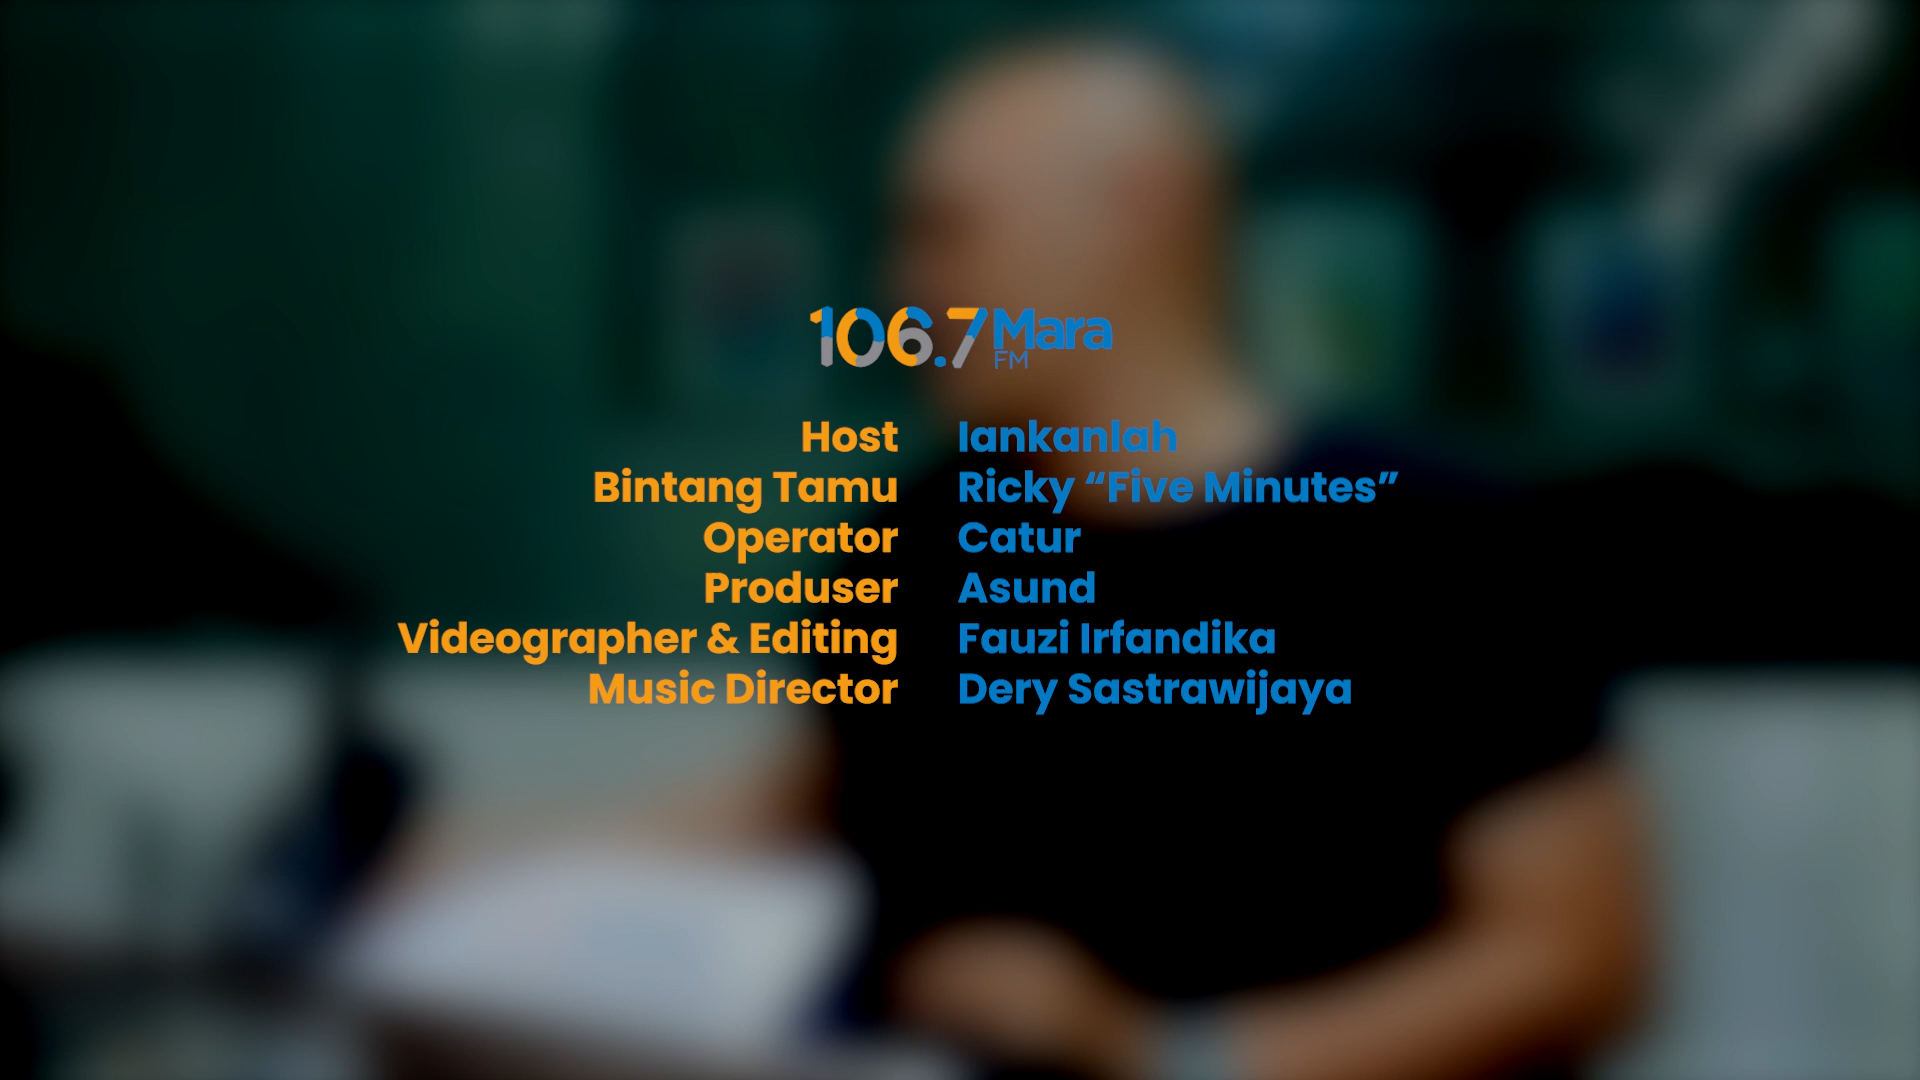 106.7 Mara
FM
Host Iankanlah
Bintang Tamu Ricky “Five Minutes”
Operator Catur
Produser Asund
Videographer & Editing Fauzi Irfandika
Music Director Dery Sastrawijaya